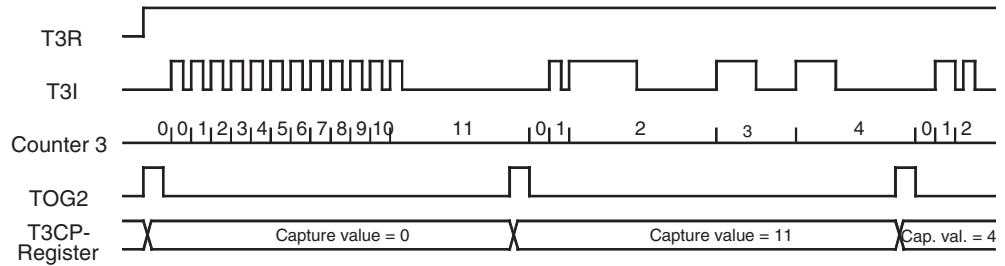 T3R
T3I
Counter 3 0 0 1 2 3 4 5 6 7 8 9 10 11 0 1 2 3 4 0 1 2
TOG2
T3CP-
Register Capture value = 0 Capture value = 11 Cap. val. = 4